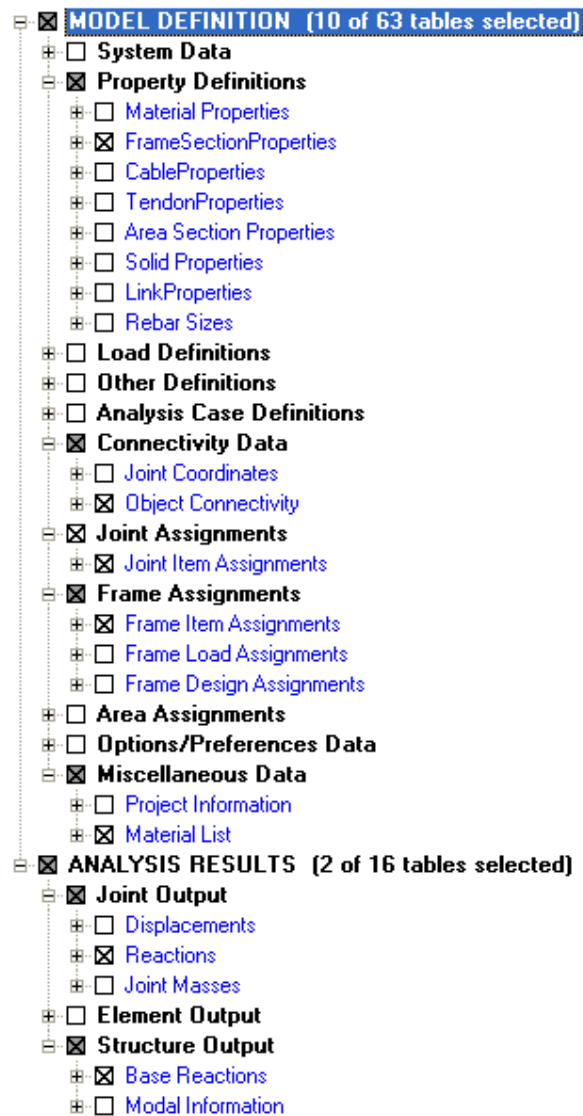 MODEL DEFINITION (10 of 63 tables selected)
System Data
Property Definitions
Material Properties
FrameSectionProperties
CableProperties
TendonProperties
Area Section Properties
Solid Properties
LinkProperties
Rebar Sizes
Load Definitions
Other Definitions
Analysis Case Definitions
Connectivity Data
Joint Coordinates
Object Connectivity
Joint Assignments
Joint Item Assignments
Frame Assignments
Frame Item Assignments
Frame Load Assignments
Frame Design Assignments
Area Assignments
Options/Preferences Data
Miscellaneous Data
Project Information
Material List
ANALYSIS RESULTS (2 of 16 tables selected)
Joint Output
Displacements
Reactions
Joint Masses
Element Output
Structure Output
Base Reactions
Modal Information